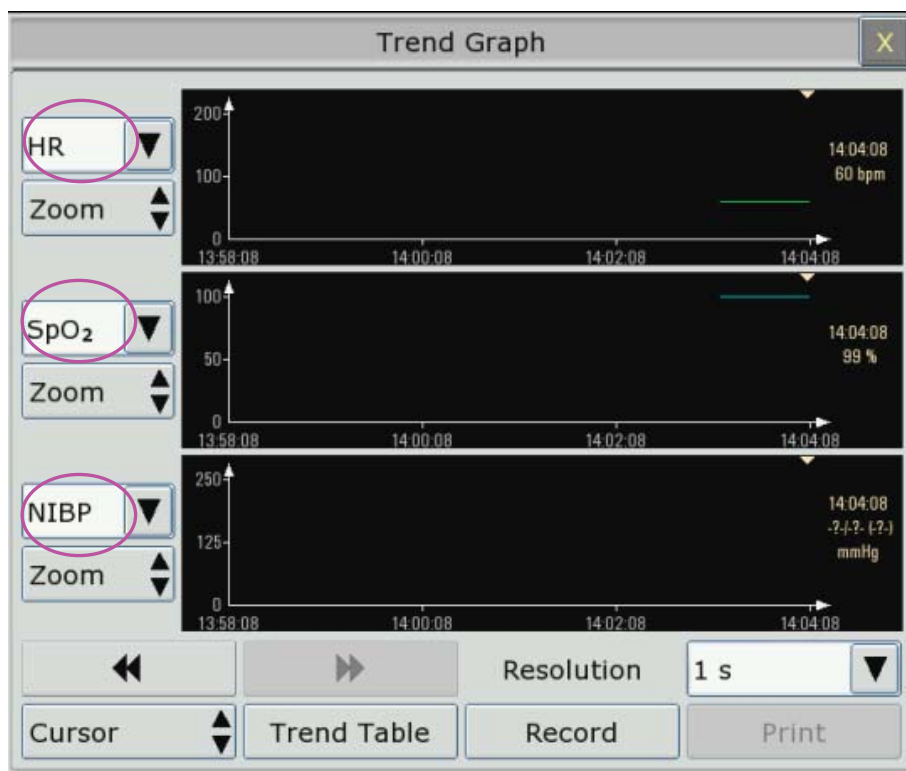 Trend Graph X
HR
Zoom
200
100
0
13:58:08 14:00:08 14:02:08 14:04:08
14:04:08
60 bpm
SpO₂
Zoom
100
50
0
13:58:08 14:00:08 14:02:08 14:04:08
14:04:08
99 %
NIBP
Zoom
250
125
0
13:58:08 14:00:08 14:02:08 14:04:08
14:04:08
-?-/-?- (-?-)
mmHg
Resolution 1 s
Cursor Trend Table Record Print